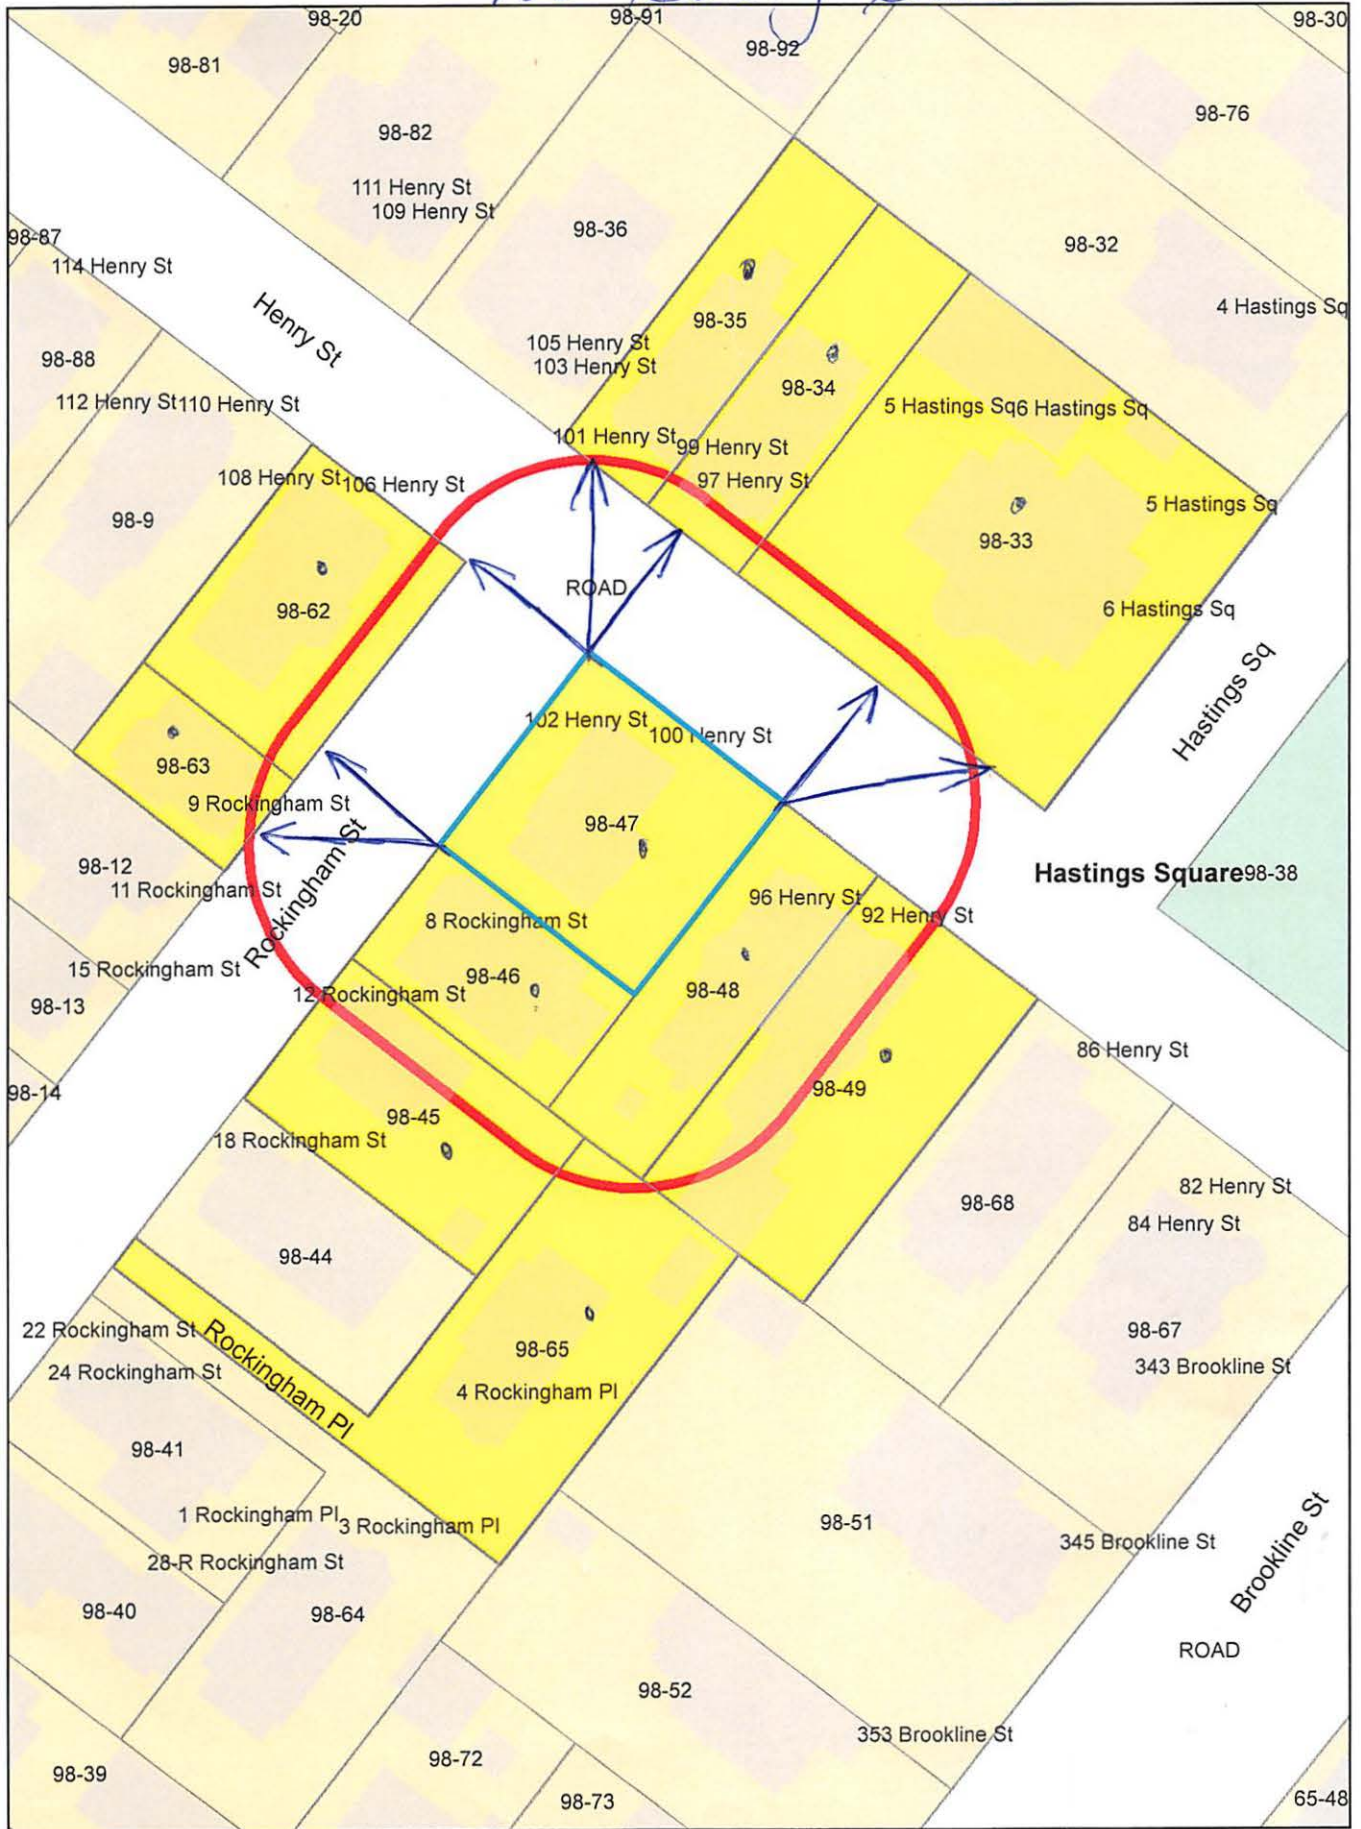 98-20
98-91
98-30
98-92
98-81
98-76
98-82
111 Henry St
109 Henry St
98-36
98-87
98-32
114 Henry St
4 Hastings Sq
Henry St
98-35
105 Henry St
103 Henry St
98-88
98-34
112 Henry St
110 Henry St
5 Hastings Sq
6 Hastings Sq
101 Henry St
99 Henry St
97 Henry St
108 Henry St
106 Henry St
5 Hastings Sq
98-9
98-33
ROAD
98-62
6 Hastings Sq
Hastings Sq
102 Henry St
100 Henry St
98-63
9 Rockingham St
98-47
98-12
11 Rockingham St
Rockingham St
Hastings Square
98-38
96 Henry St
92 Henry St
8 Rockingham St
15 Rockingham St
98-46
98-48
12 Rockingham St
98-13
86 Henry St
98-14
98-49
98-45
18 Rockingham St
82 Henry St
98-68
84 Henry St
98-44
22 Rockingham St
Rockingham Pl
98-65
98-67
24 Rockingham St
343 Brookline St
4 Rockingham Pl
98-41
1 Rockingham Pl
3 Rockingham Pl
98-51
345 Brookline St
Brookline St
28-R Rockingham St
98-40
98-64
ROAD
98-52
353 Brookline St
98-39
98-72
98-73
65-48